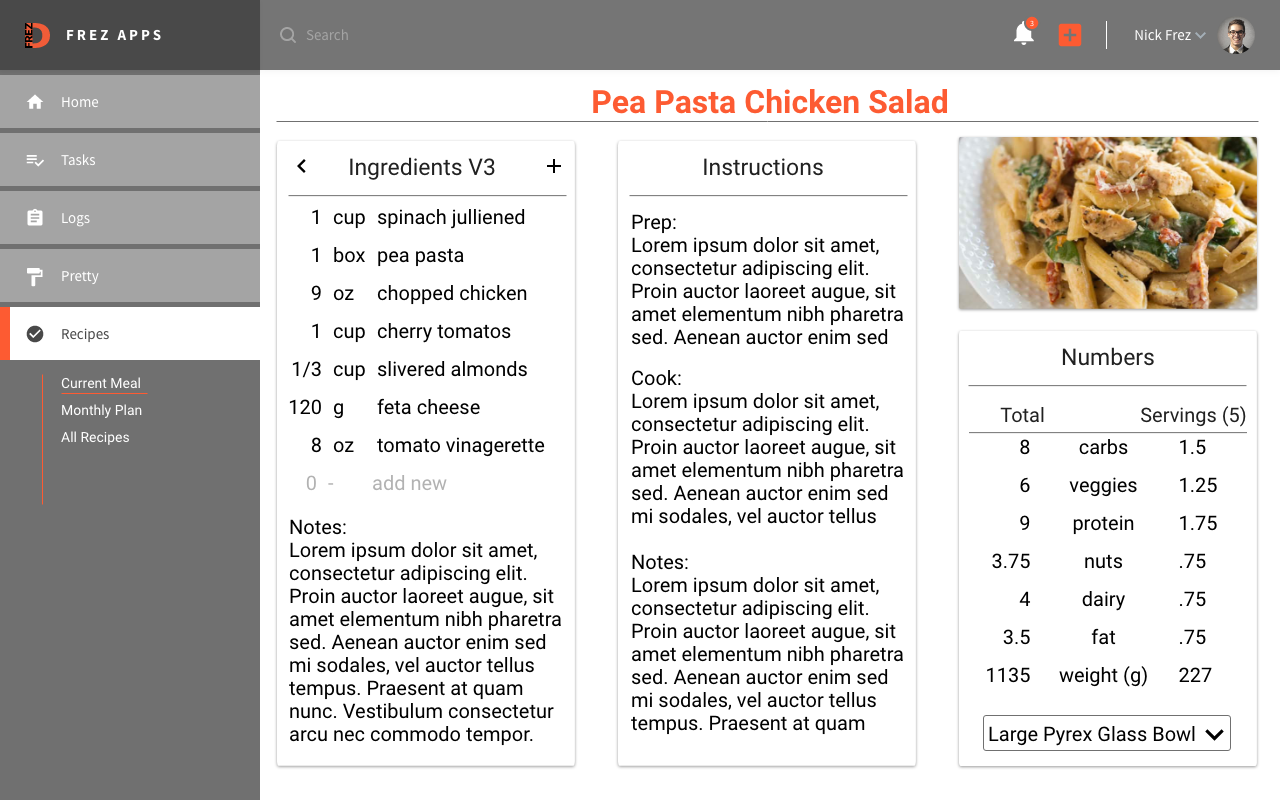 FREZ
FREZ APPS
Search
3
Nick Frez
Home
Tasks
Logs
Pretty
Recipes
Current Meal
Monthly Plan
All Recipes
Pea Pasta Chicken Salad
Ingredients V3
1 cup spinach julliened
1 box pea pasta
9 oz chopped chicken
1 cup cherry tomatos
1/3 cup slivered almonds
120 g feta cheese
8 oz tomato vinagerette
0 - add new
Notes:
Lorem ipsum dolor sit amet,
consectetur adipiscing elit.
Proin auctor laoreet augue, sit
amet elementum nibh pharetra
sed. Aenean auctor enim sed
mi sodales, vel auctor tellus
tempus. Praesent at quam
nunc. Vestibulum consectetur
arcu nec commodo tempor.
Instructions
Prep:
Lorem ipsum dolor sit amet,
consectetur adipiscing elit.
Proin auctor laoreet augue, sit
amet elementum nibh pharetra
sed. Aenean auctor enim sed
Cook:
Lorem ipsum dolor sit amet,
consectetur adipiscing elit.
Proin auctor laoreet augue, sit
amet elementum nibh pharetra
sed. Aenean auctor enim sed
mi sodales, vel auctor tellus
Notes:
Lorem ipsum dolor sit amet,
consectetur adipiscing elit.
Proin auctor laoreet augue, sit
amet elementum nibh pharetra
sed. Aenean auctor enim sed
mi sodales, vel auctor tellus
tempus. Praesent at quam
Numbers
Total Servings (5)
8 carbs 1.5
6 veggies 1.25
9 protein 1.75
3.75 nuts .75
4 dairy .75
3.5 fat .75
1135 weight (g) 227
Large Pyrex Glass Bowl